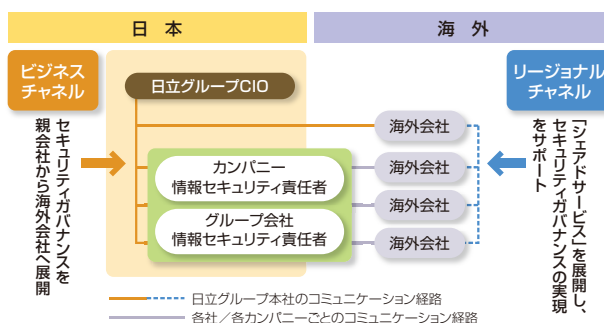 日本
海外
ビジネス
チャネル
セキュリティガバナンスを
親会社から海外会社へ展開
日立グループCIO
カンパニー
情報セキュリティ責任者
グループ会社
情報セキュリティ責任者
海外会社
海外会社
海外会社
海外会社
リージョナル
チャネル
「シェアドサービス」を展開し、
セキュリティガバナンスの実現
をサポート
日立グループ本社のコミュニケーション経路
各社／各カンパニーごとのコミュニケーション経路